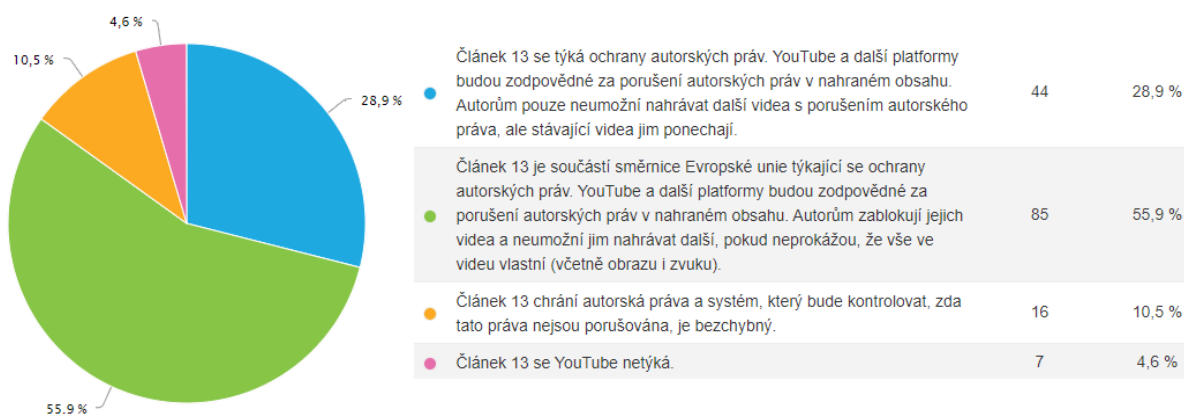 4,6 %
10,5 %
28,9 %
55,9 %
Článek 13 se týká ochrany autorských práv. YouTube a další platformy
budou zodpovědné za porušení autorských práv v nahraném obsahu.
Autorům pouze neumožní nahrávat další videa s porušením autorského
práva, ale stávající videa jim ponechají.
44
28,9 %
Článek 13 je součástí směrnice Evropské unie týkající se ochrany
autorských práv. YouTube a další platformy budou zodpovědné za
porušení autorských práv v nahraném obsahu. Autorům zablokují jejich
videa a neumožní jim nahrávat další, pokud neprokážou, že vše ve
videu vlastní (včetně obrazu i zvuku).
85
55,9 %
Článek 13 chrání autorská práva a systém, který bude kontrolovat, zda
tato práva nejsou porušována, je bezchybný.
16
10,5 %
Článek 13 se YouTube netýká.
7
4,6 %